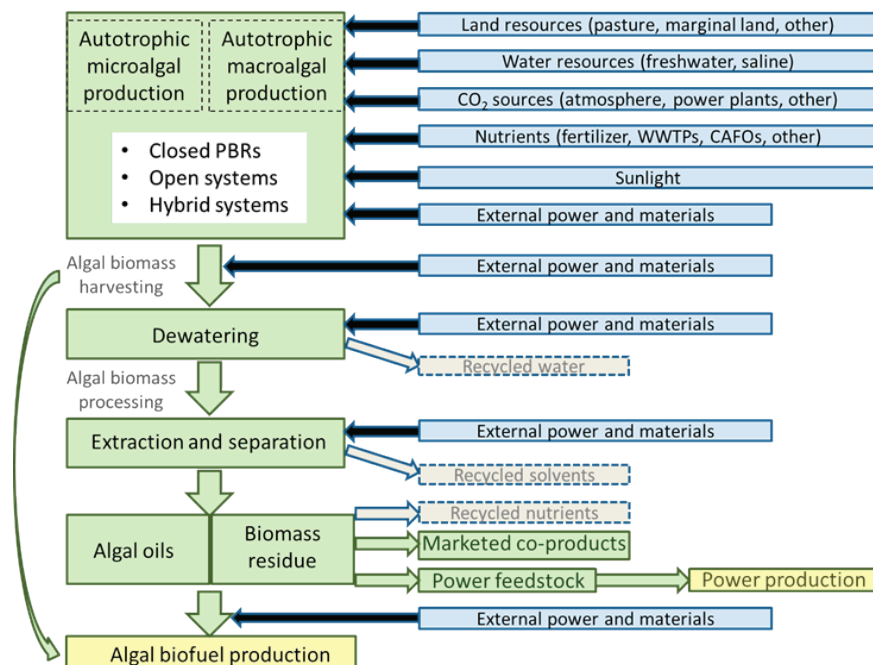 Autotrophic
microalgal
production
Autotrophic
macroalgal
production
• Closed PBRs
• Open systems
• Hybrid systems
Land resources (pasture, marginal land, other)
Water resources (freshwater, saline)
CO₂ sources (atmosphere, power plants, other)
Nutrients (fertilizer, WWTPs, CAFOs, other)
Sunlight
External power and materials
Algal biomass
harvesting
External power and materials
Dewatering
External power and materials
Recycled water
Algal biomass
processing
Extraction and separation
External power and materials
Recycled solvents
Algal oils
Biomass
residue
Recycled nutrients
Marketed co-products
Power feedstock
Power production
External power and materials
Algal biofuel production